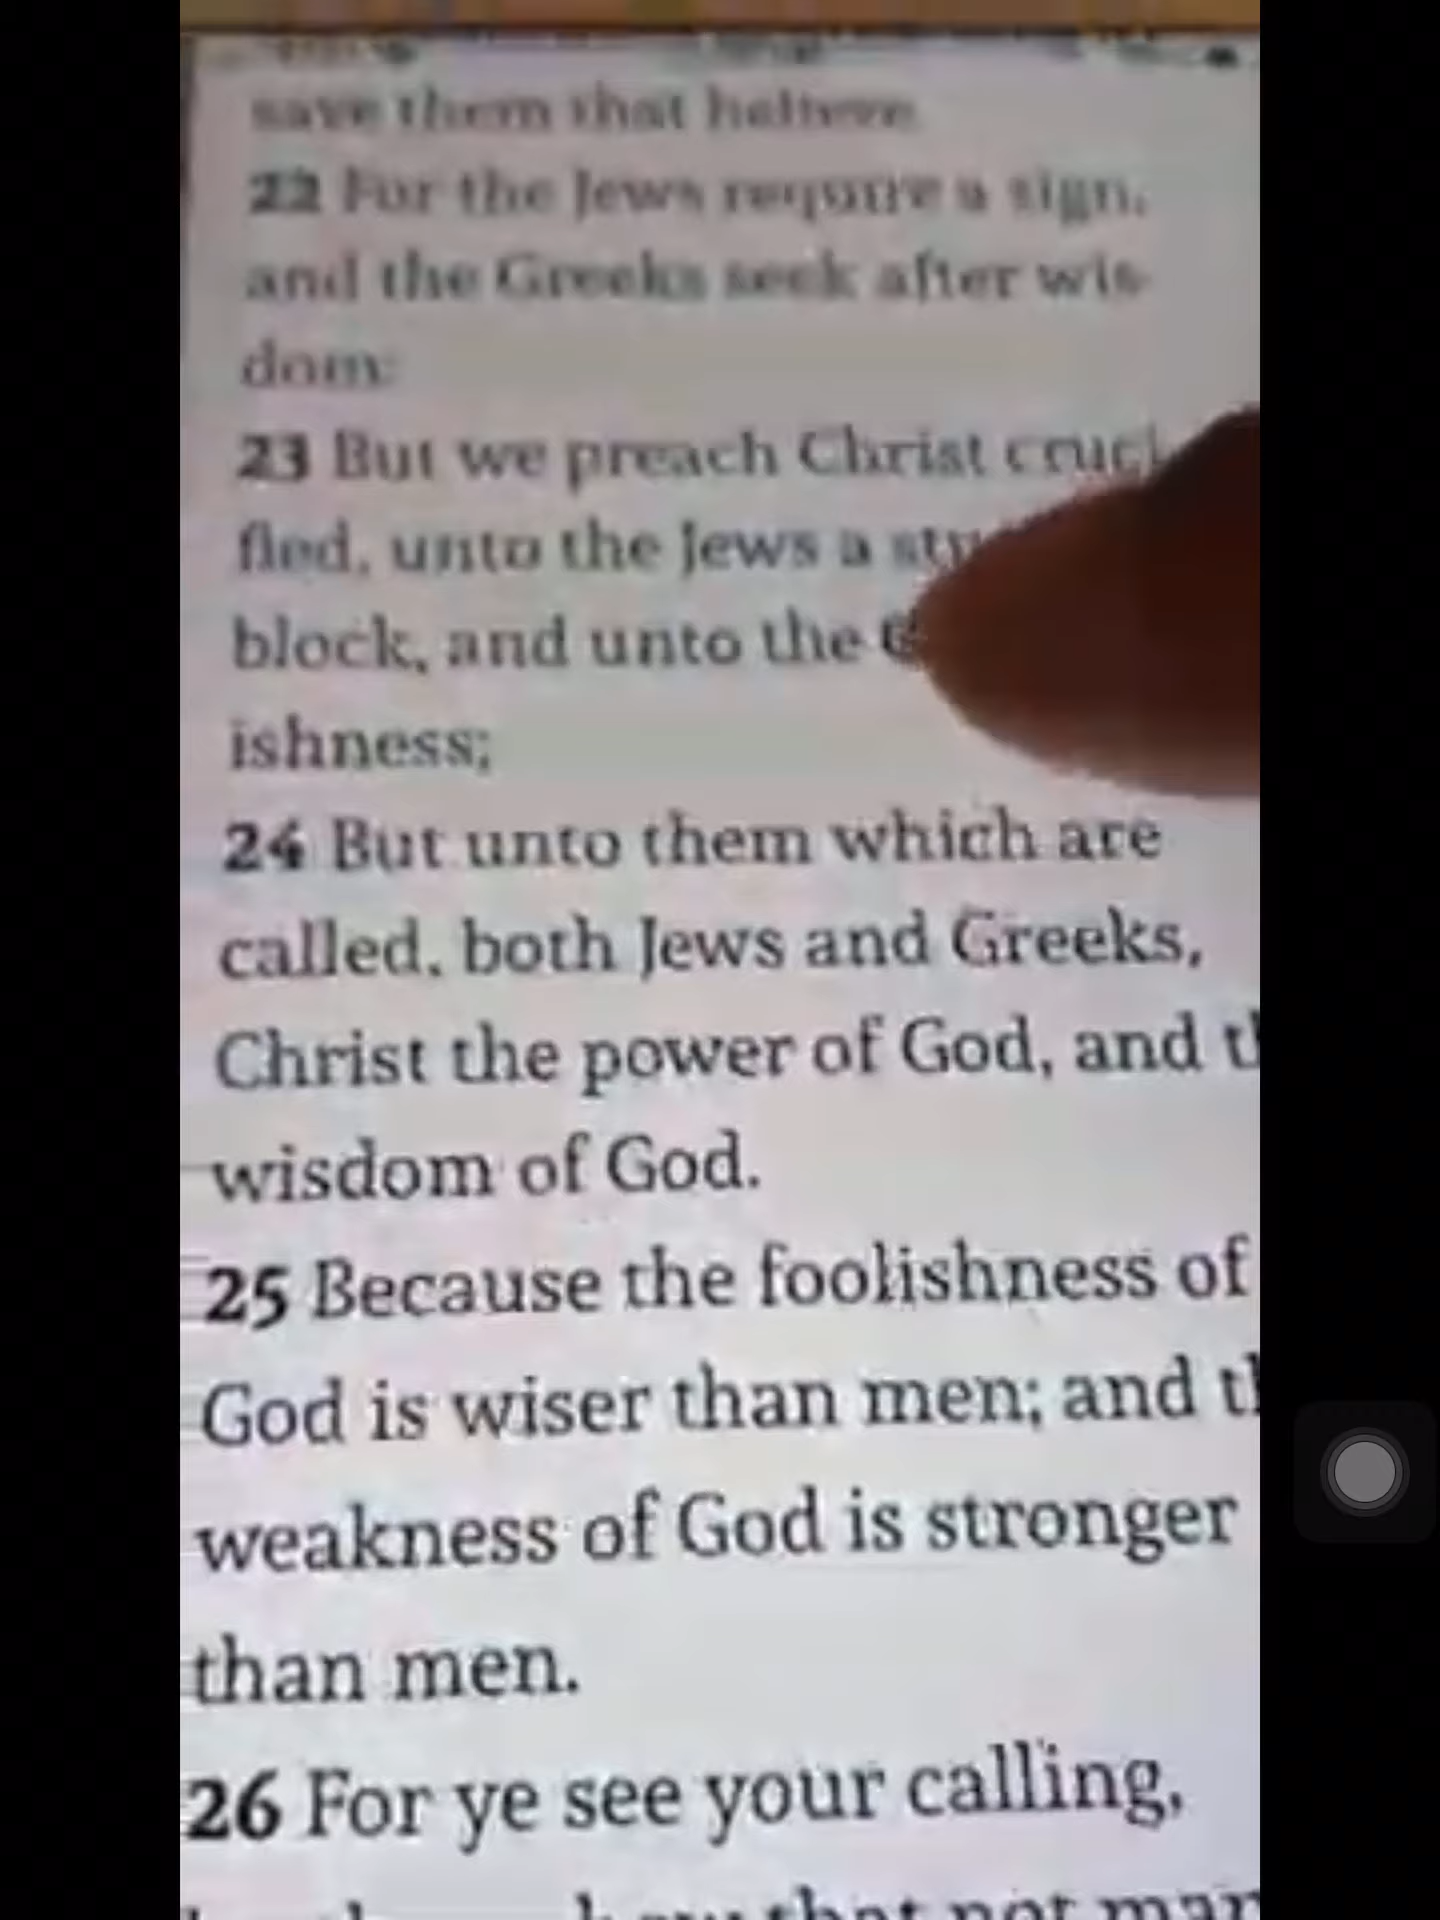 save them that believe
22 For the Jews require a sign,
and the Greeks seek after wis-
dom:
23 But we preach Christ cruci
fied, unto the Jews a
block, and unto the
ishness;
24 But unto them which are
called, both Jews and Greeks,
Christ the power of God, and
wisdom of God.
25 Because the foolishness of
God is wiser than men; and
weakness of God is stronger
than men.
26 For ye see your calling,
that not